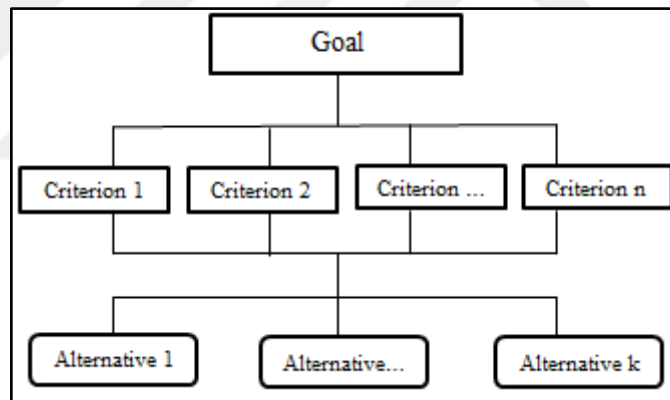 Goal
Criterion 1
Criterion 2
Criterion ...
Criterion n
Alternative 1
Alternative...
Alternative k